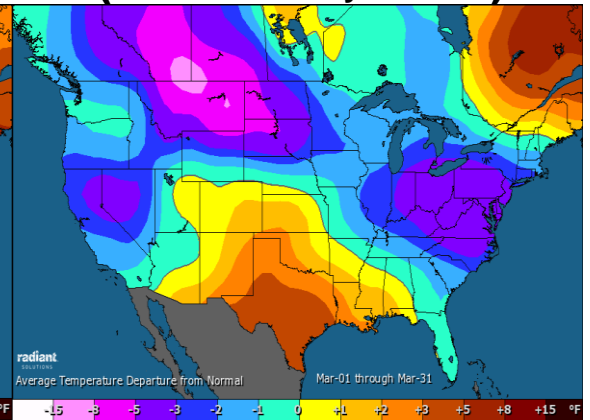 radiant
SOLUTIONS
Average Temperature Departure from Normal
Mar-01 through Mar-31
°F -15 -8 -5 -3 -2 -1 0 +1 +2 +3 +5 +8 +15 °F